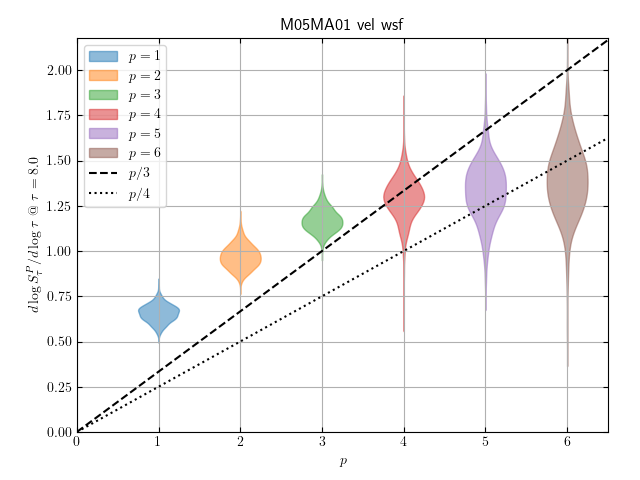 M05MA01 vel wsf
d log S_τ^P / d log τ @ τ = 8.0
2.00
1.75
1.50
1.25
1.00
0.75
0.50
0.25
0.00
p = 1
p = 2
p = 3
p = 4
p = 5
p = 6
p/3
p/4
0 1 2 3 4 5 6
p